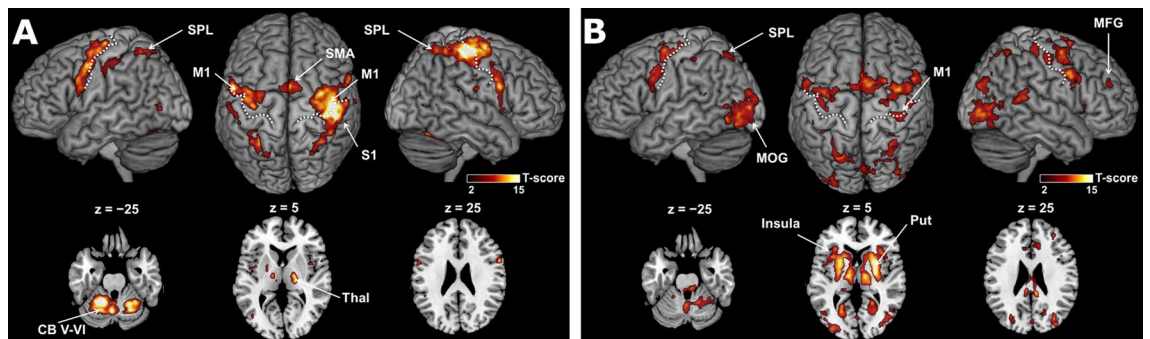 A
SPL
SMA
M1
M1
S1
SPL
T-score
2 15
z = −25
z = 5
z = 25
Thal
CB V-VI
B
SPL
MOG
M1
MFG
T-score
2 15
z = −25
z = 5
z = 25
Insula
Put